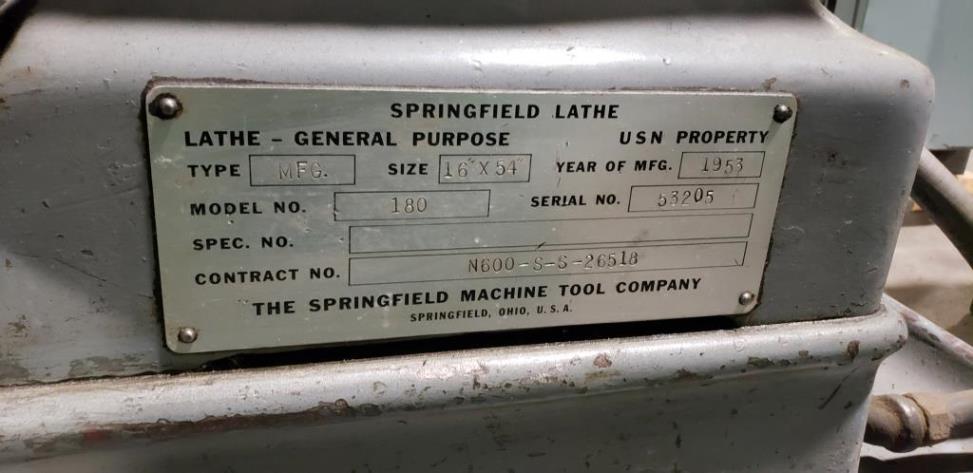 SPRINGFIELD LATHE
LATHE - GENERAL PURPOSE USN PROPERTY
TYPE MFG. SIZE 16"X54" YEAR OF MFG. 1953
MODEL NO. 180 SERIAL NO. 53205
SPEC. NO.
CONTRACT NO. N600-S-S-26518
THE SPRINGFIELD MACHINE TOOL COMPANY
SPRINGFIELD, OHIO, U.S.A.